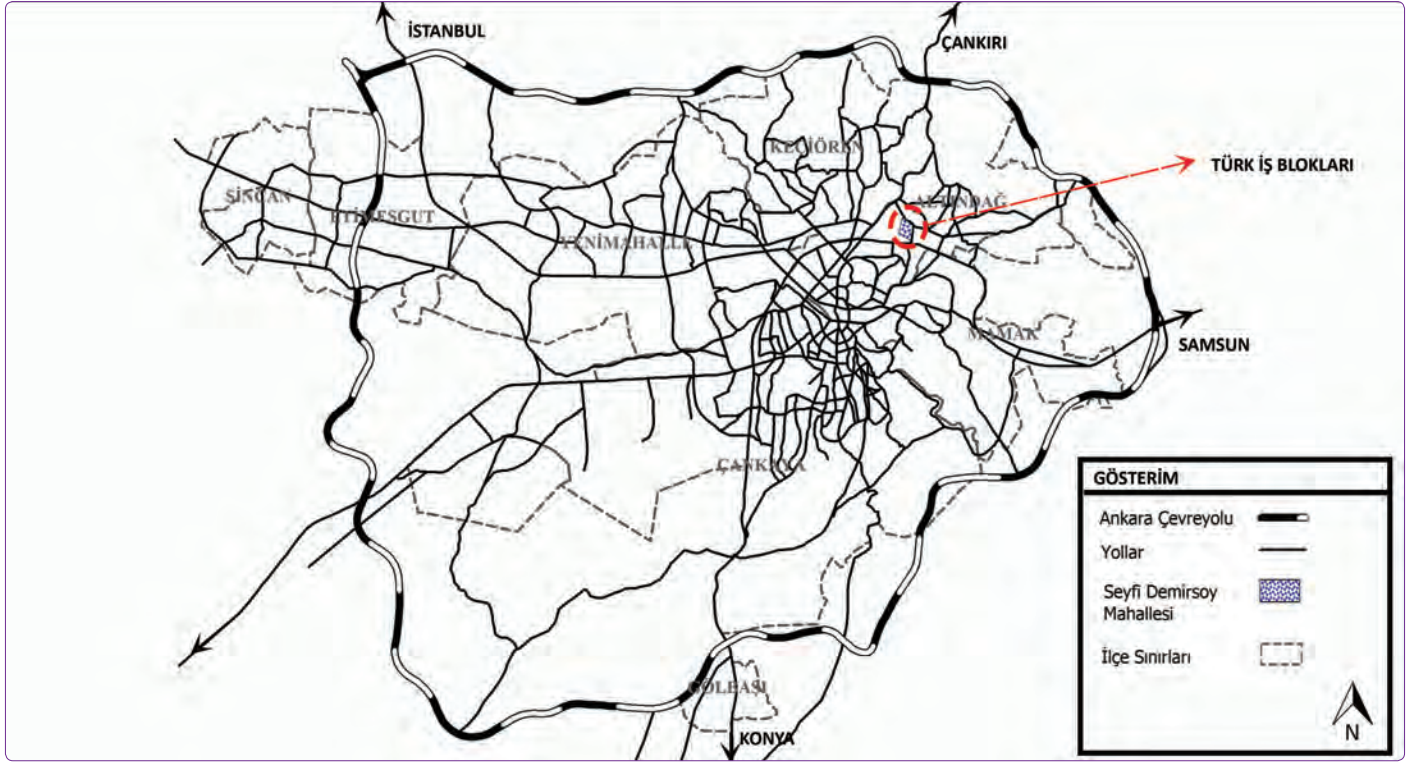 İSTANBUL
ÇANKIRI
KEÇİÖREN
TÜRK İŞ BLOKLARI
SİNCAN
ALTINDAĞ
ETİMESGUT
YENİMAHALLE
MAMAK
SAMSUN
ÇANKAYA
GÖLBAŞI
KONYA
GÖSTERİM
Ankara Çevreyolu
Yollar
Seyfi Demirsoy
Mahallesi
İlçe Sınırları
N